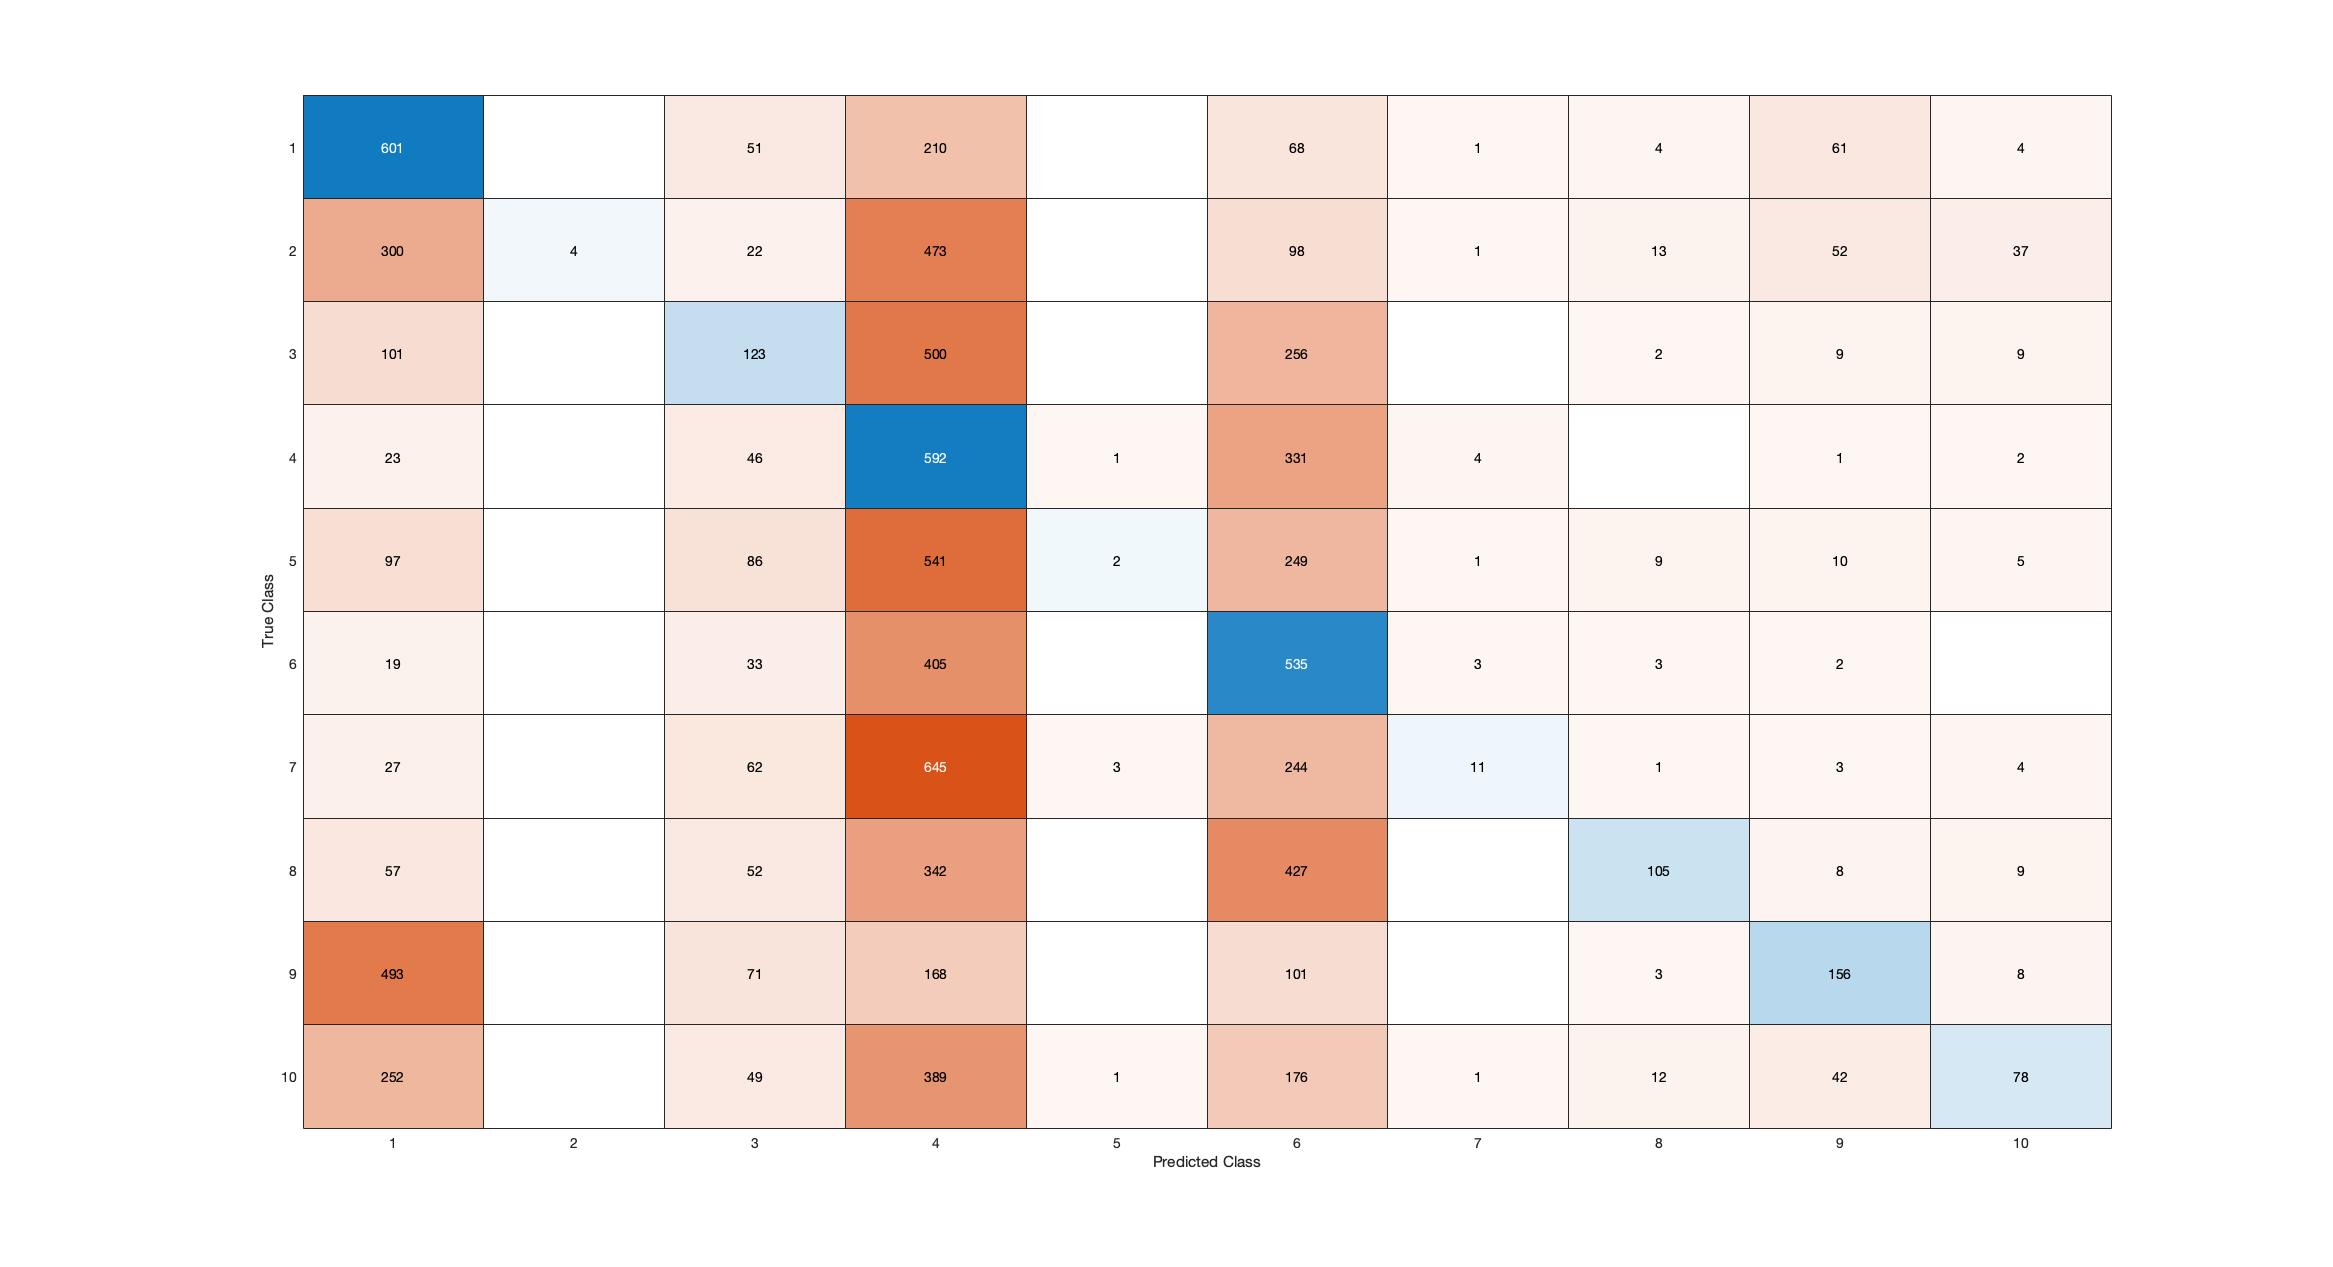 1 601 51 210 68 1 4 61 4
2 300 4 22 473 98 1 13 52 37
3 101 123 500 256 2 9 9
4 23 46 592 1 331 4 1 2
5 97 86 541 2 249 1 9 10 5
6 19 33 405 535 3 3 2
7 27 62 645 3 244 11 1 3 4
8 57 52 342 427 105 8 9
9 493 71 168 101 3 156 8
10 252 49 389 1 176 1 12 42 78
1 2 3 4 5 6 7 8 9 10
Predicted Class
True Class